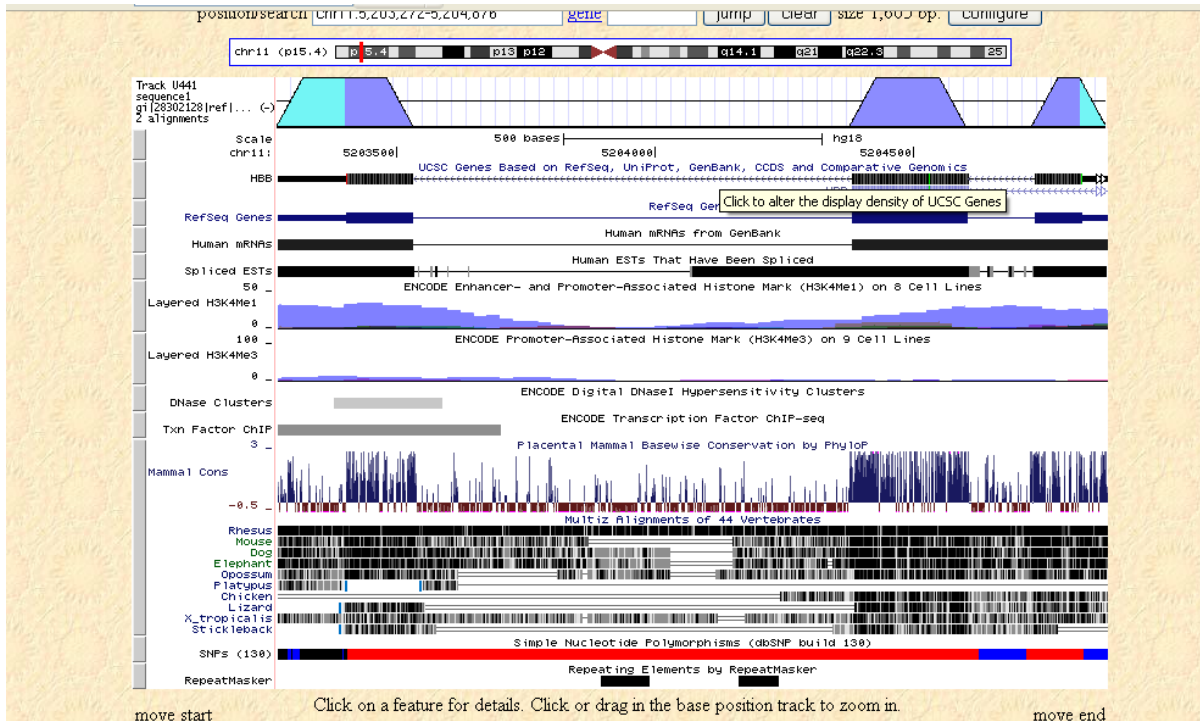 position/search chr11:5,203,272-5,204,876 gene jump clear size 1,605 bp. configure
chr11 (p15.4) p15.4 p13 p12 q14.1 q21 q22.3 25
Track U441
sequence1
gi|28302128|ref|... (-)
2 alignments
Scale 500 bases hg18
chr11: 5203500| 5204000| 5204500|
UCSC Genes Based on RefSeq, UniProt, GenBank, CCDS and Comparative Genomics
HBB
Click to alter the display density of UCSC Genes
RefSeq Gen
RefSeq Genes
Human mRNAs from GenBank
Human mRNAs
Human ESTs That Have Been Spliced
Spliced ESTs
ENCODE Enhancer- and Promoter-Associated Histone Mark (H3K4Me1) on 8 Cell Lines
50 _
Layered H3K4Me1
0 _
ENCODE Promoter-Associated Histone Mark (H3K4Me3) on 9 Cell Lines
100 _
Layered H3K4Me3
0 _
ENCODE Digital DNaseI Hypersensitivity Clusters
DNase Clusters
ENCODE Transcription Factor ChIP-seq
Txn Factor ChIP
Placental Mammal Basewise Conservation by PhyloP
3 _
Mammal Cons
-0.5 _
Multiz Alignments of 44 Vertebrates
Rhesus
Mouse
Dog
Elephant
Opossum
Platypus
Chicken
Lizard
X_tropicalis
Stickleback
Simple Nucleotide Polymorphisms (dbSNP build 130)
SNPs (130)
Repeating Elements by RepeatMasker
RepeatMasker
Click on a feature for details. Click or drag in the base position track to zoom in.
move start move end